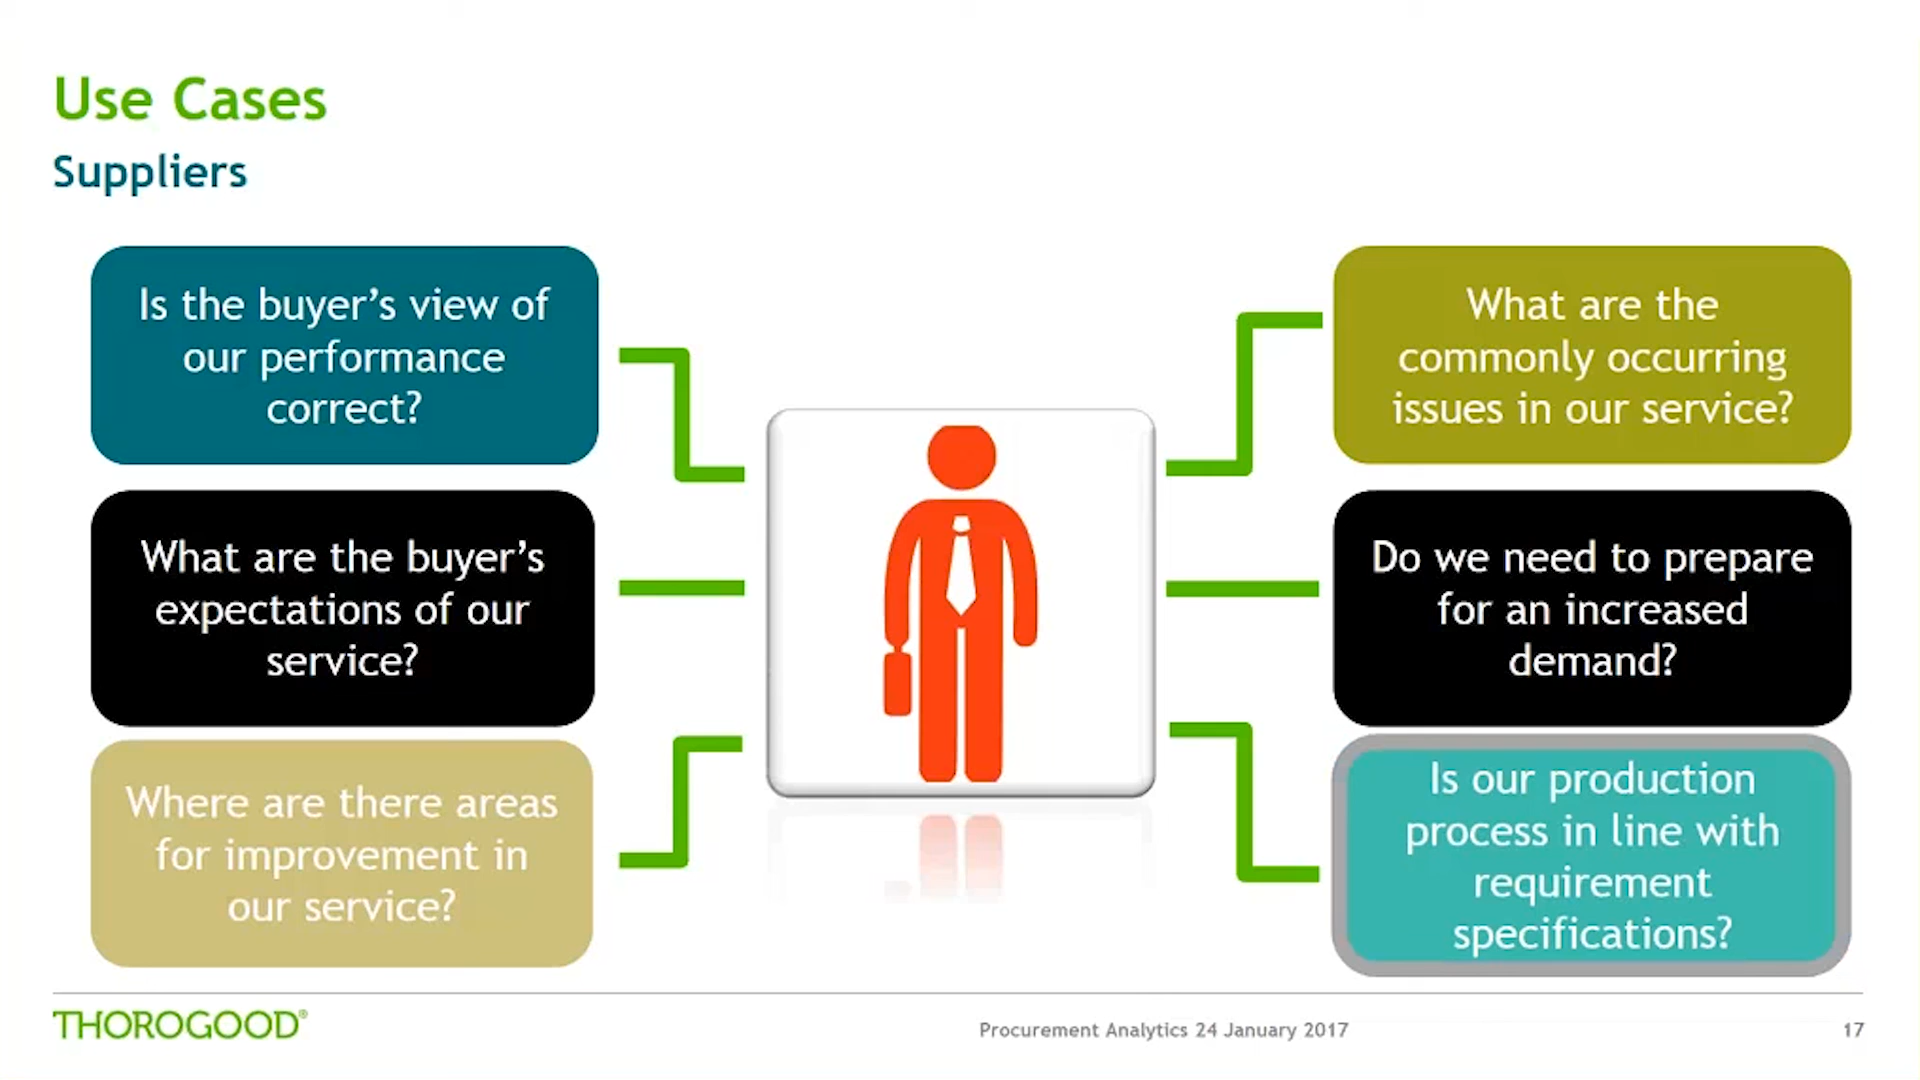 Use Cases
Suppliers
Is the buyer’s view of
our performance
correct?
What are the buyer’s
expectations of our
service?
Where are there areas
for improvement in
our service?
What are the
commonly occurring
issues in our service?
Do we need to prepare
for an increased
demand?
Is our production
process in line with
requirement
specifications?
THOROGOOD®
Procurement Analytics 24 January 2017
17